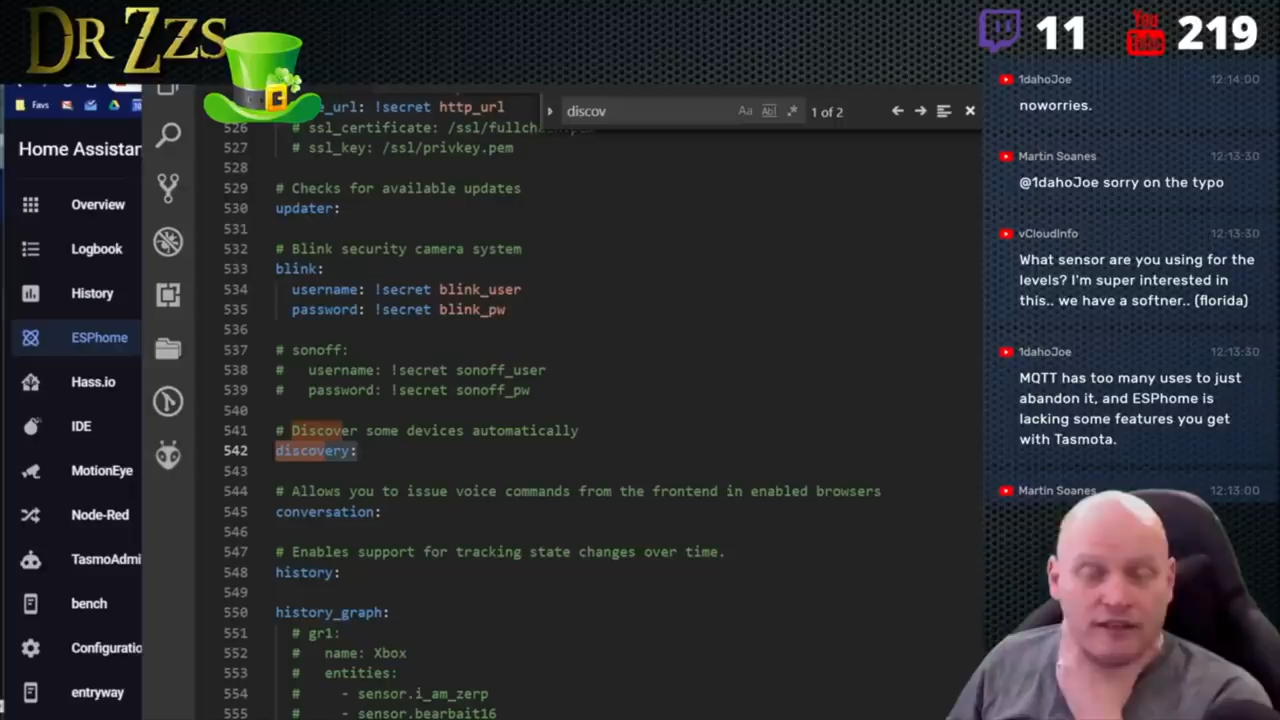 DR ZZS
11
You Tube 219
Favs
Home Assistan
Overview
Logbook
History
ESPhome
Hass.io
IDE
MotionEye
Node-Red
TasmoAdmi
bench
Configuratio
entryway
discov
Aa
Abl
1 of 2
e_url: !secret http_url
526 # ssl_certificate: /ssl/fullchain.pem
527 # ssl_key: /ssl/privkey.pem
528
529 # Checks for available updates
530 updater:
531
532 # Blink security camera system
533 blink:
534 username: !secret blink_user
535 password: !secret blink_pw
536
537 # sonoff:
538 # username: !secret sonoff_user
539 # password: !secret sonoff_pw
540
541 # Discover some devices automatically
542 discovery:
543
544 # Allows you to issue voice commands from the frontend in enabled browsers
545 conversation:
546
547 # Enables support for tracking state changes over time.
548 history:
549
550 history_graph:
551 # gr1:
552 # name: Xbox
553 # entities:
554 # - sensor.i_am_zerp
555 # - sensor.bearbait16
1dahoJoe 12:14:00
noworries.
Martin Soanes 12:13:30
@1dahoJoe sorry on the typo
vCloudInfo 12:13:30
What sensor are you using for the
levels? I'm super interested in
this.. we have a softner.. (florida)
1dahoJoe 12:13:30
MQTT has too many uses to just
abandon it, and ESPhome is
lacking some features you get
with Tasmota.
Martin Soanes 12:13:00